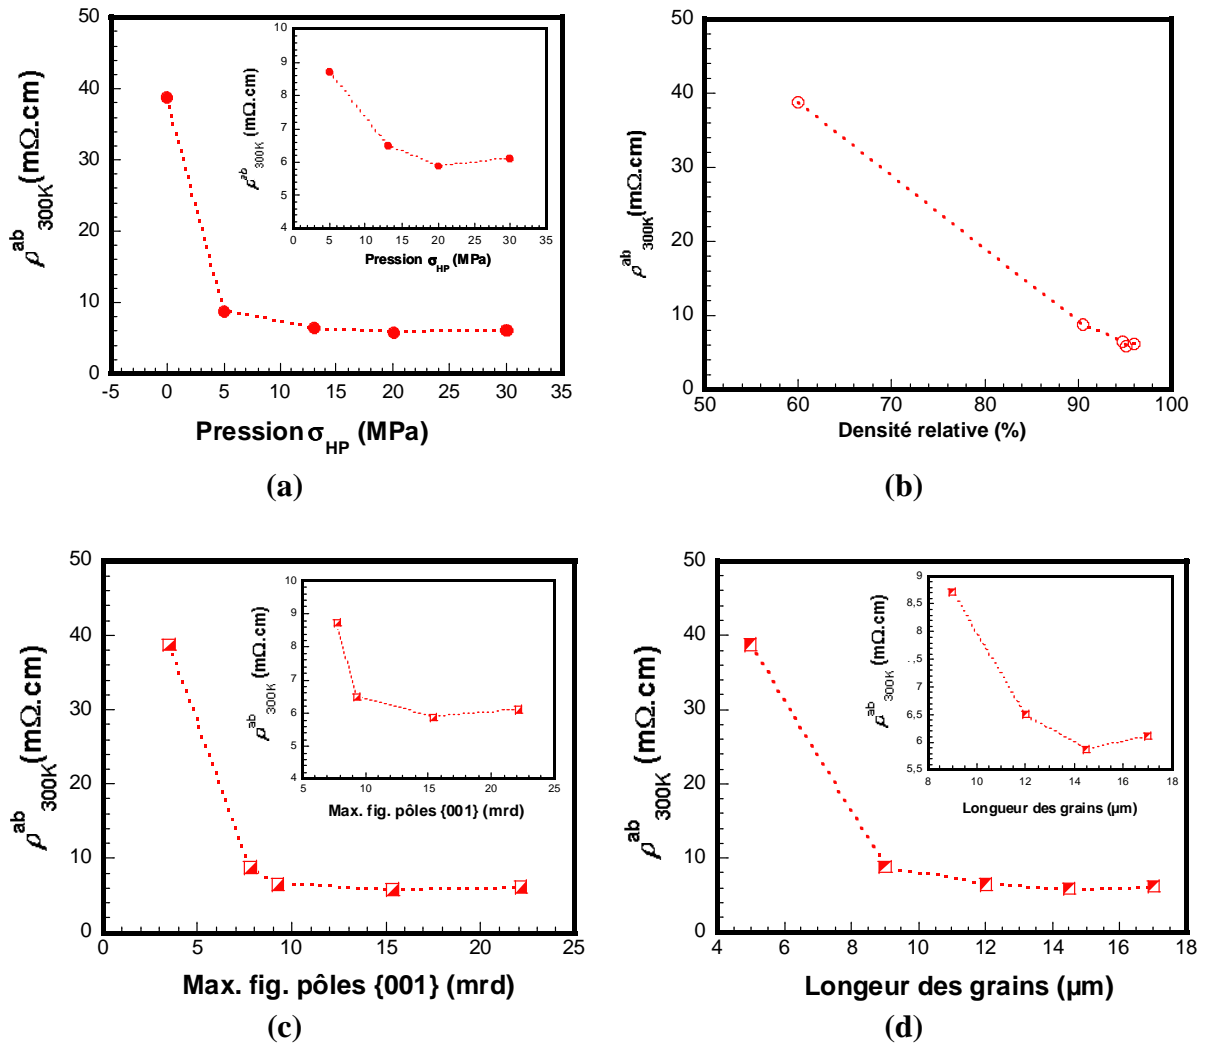 50
40
30
20
10
0
-5 0 5 10 15 20 25 30 35
ρ^ab_300K (mΩ.cm)
Pression σ_HP (MPa)
10
9
8
7
6
5
4
0 5 10 15 20 25 30 35
ρ^ab_300K (mΩ.cm)
Pression σ_HP (MPa)
(a)
50
40
30
20
10
0
50 60 70 80 90 100
ρ^ab_300K (mΩ.cm)
Densité relative (%)
(b)
50
40
30
20
10
0
0 5 10 15 20 25
ρ^ab_300K (mΩ.cm)
Max. fig. pôles {001} (mrd)
10
9
8
7
6
5
4
5 10 15 20 25
ρ^ab_300K (mΩ.cm)
Max. fig. pôles {001} (mrd)
(c)
50
40
30
20
10
0
4 6 8 10 12 14 16 18
ρ^ab_300K (mΩ.cm)
Longeur des grains (µm)
9
8,5
8
.,5
7
6,5
6
5,5
8 10 12 14 16 18
ρ^ab_300K (mΩ.cm)
Longueur des grains (µm)
(d)